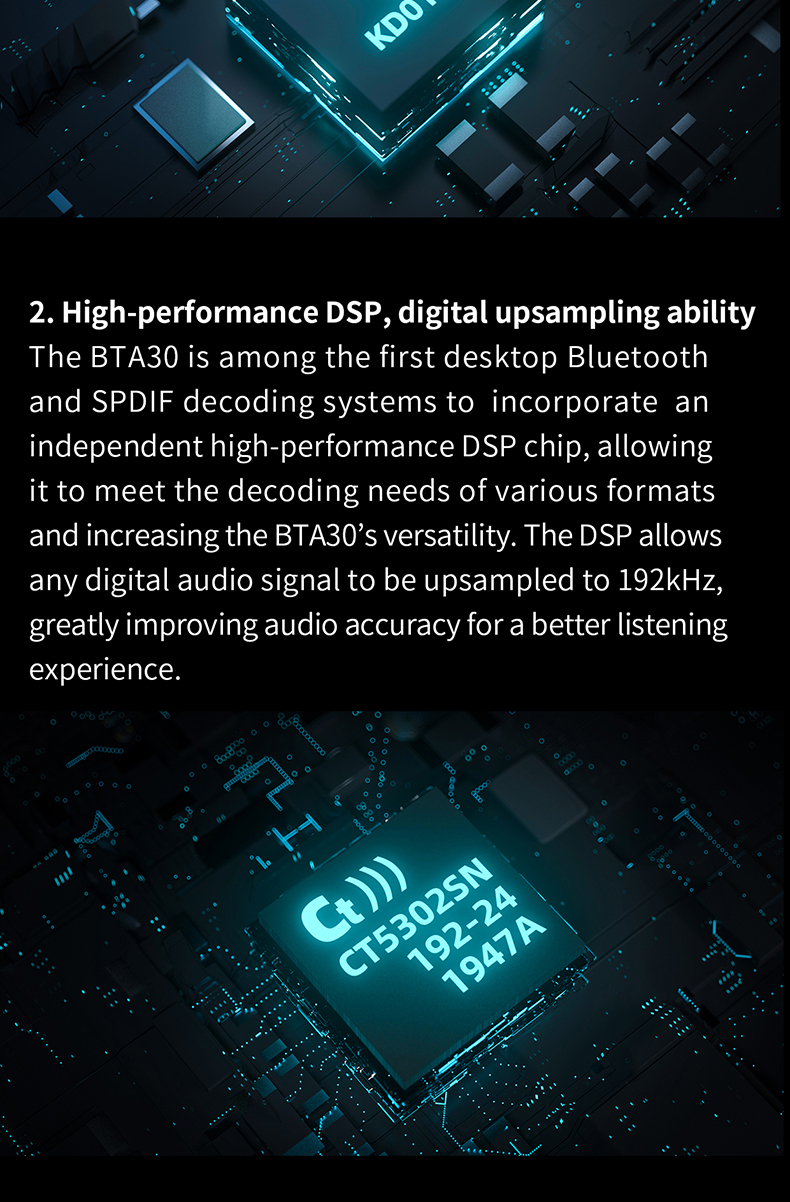 KD01
2. High-performance DSP, digital upsampling ability
The BTA30 is among the first desktop Bluetooth
and SPDIF decoding systems to incorporate an
independent high-performance DSP chip, allowing
it to meet the decoding needs of various formats
and increasing the BTA30’s versatility. The DSP allows
any digital audio signal to be upsampled to 192kHz,
greatly improving audio accuracy for a better listening
experience.
Ct
CT5302SN
192-24
1947A